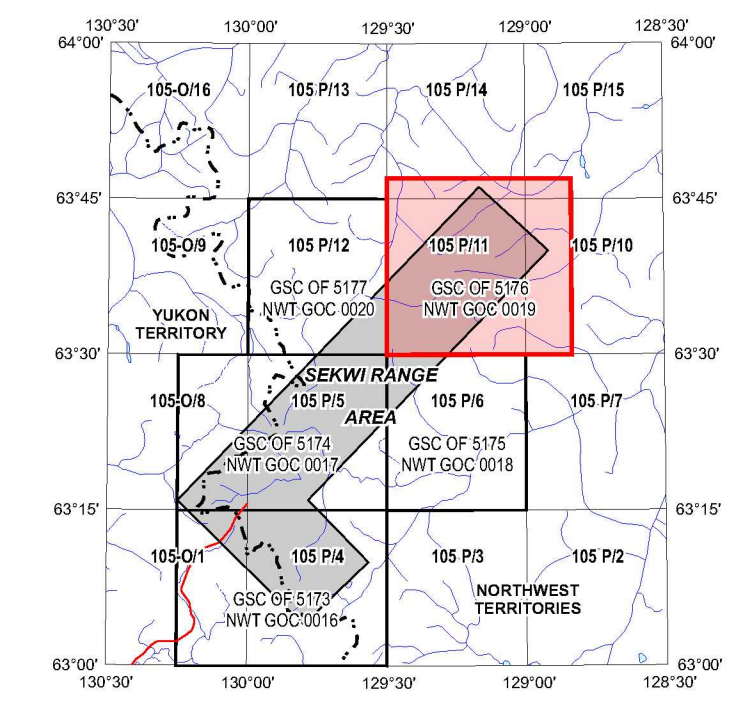 130°30'
130°00'
129°30'
129°00'
128°30'
64°00'
64°00'
105-O/16
105 P/13
105 P/14
105 P/15
63°45'
63°45'
105-O/9
105 P/12
105 P/11
105 P/10
GSC OF 5177
NWT GOC 0020
GSC OF 5176
NWT GOC 0019
YUKON
TERRITORY
63°30'
63°30'
SEKWI RANGE
AREA
105-O/8
105 P/5
105 P/6
105 P/7
GSC OF 5174
NWT GOC 0017
GSC OF 5175
NWT GOC 0018
63°15'
63°15'
105-O/1
105 P/4
105 P/3
105 P/2
GSC OF 5173
NWT GOC 0016
NORTHWEST
TERRITORIES
63°00'
63°00'
130°30'
130°00'
129°30'
129°00'
128°30'